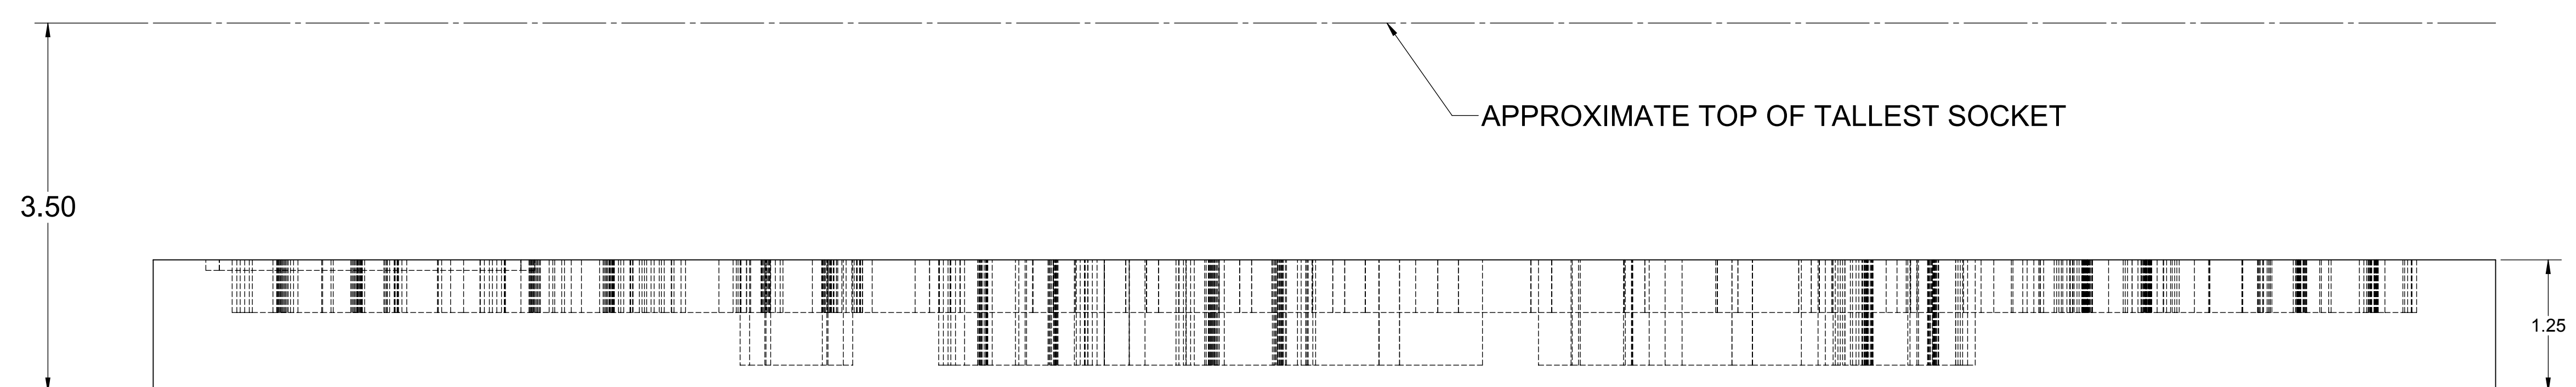 APPROXIMATE TOP OF TALLEST SOCKET
3.50
1.25